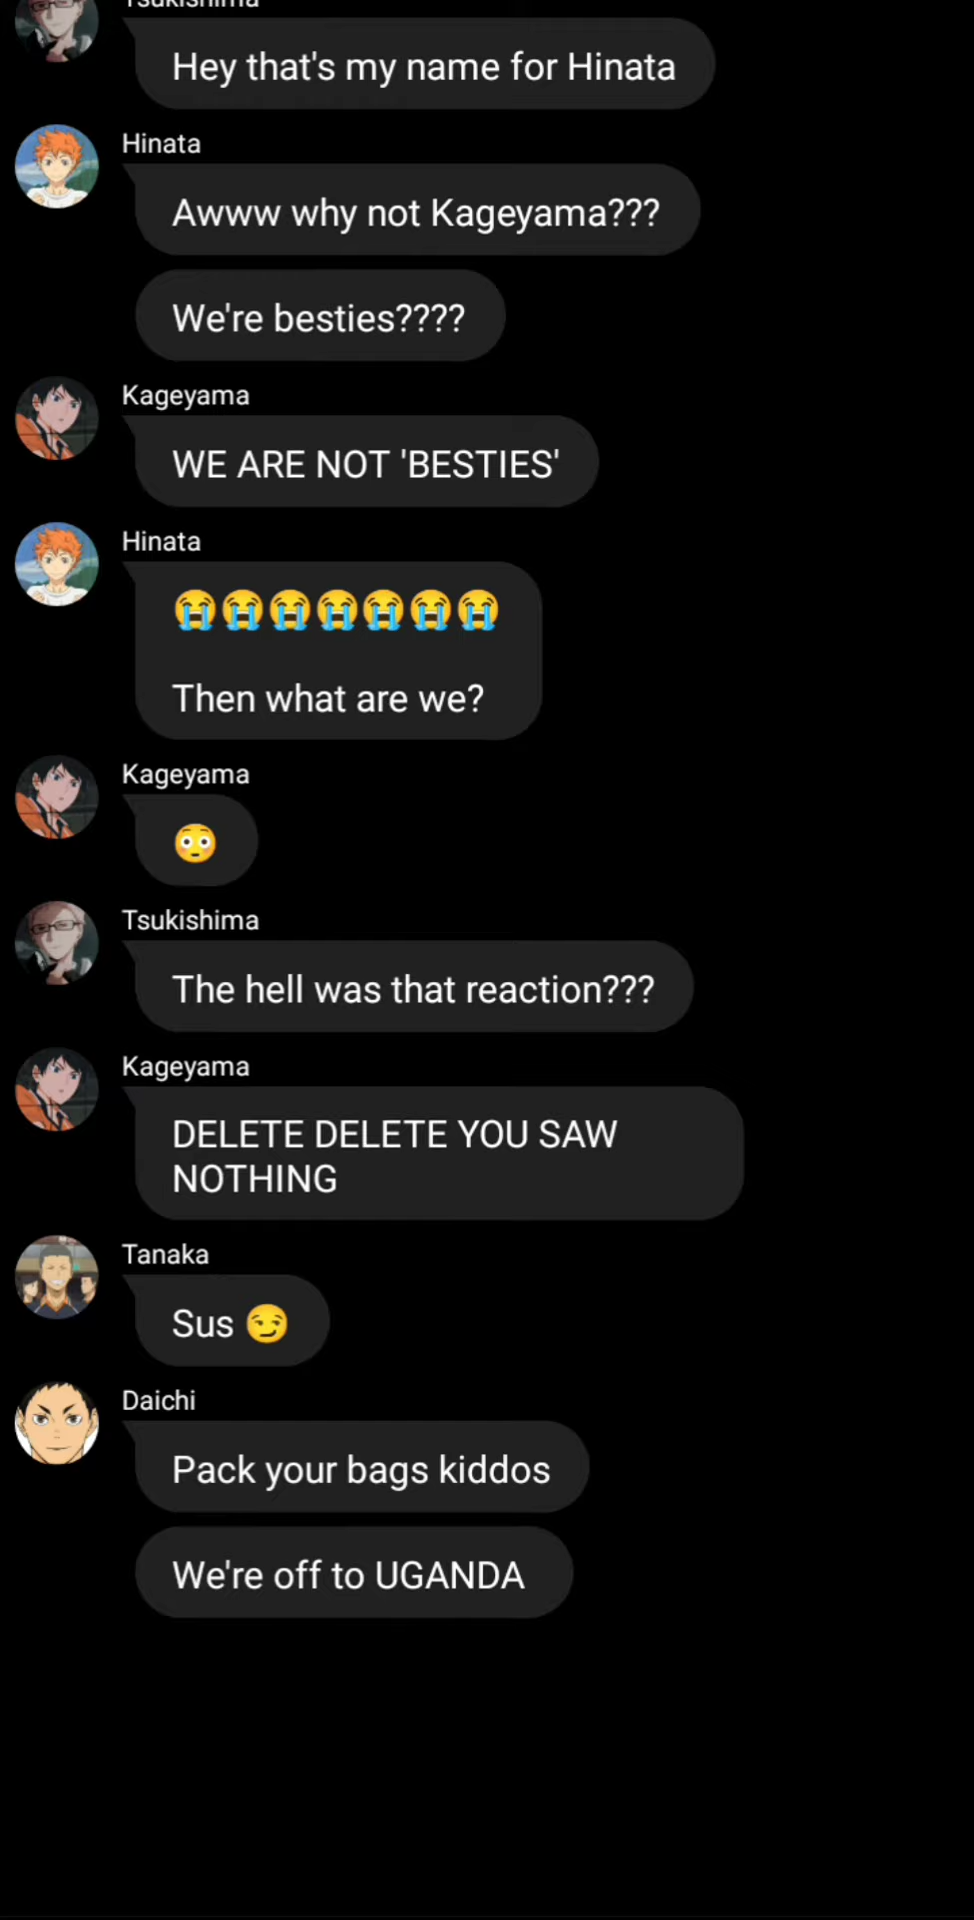 Tsukishima
Hey that's my name for Hinata
Hinata
Awww why not Kageyama???
We're besties????
Kageyama
WE ARE NOT 'BESTIES'
Hinata
😭😭😭😭😭😭😭
Then what are we?
Kageyama
😳
Tsukishima
The hell was that reaction???
Kageyama
DELETE DELETE YOU SAW
NOTHING
Tanaka
Sus 😏
Daichi
Pack your bags kiddos
We're off to UGANDA